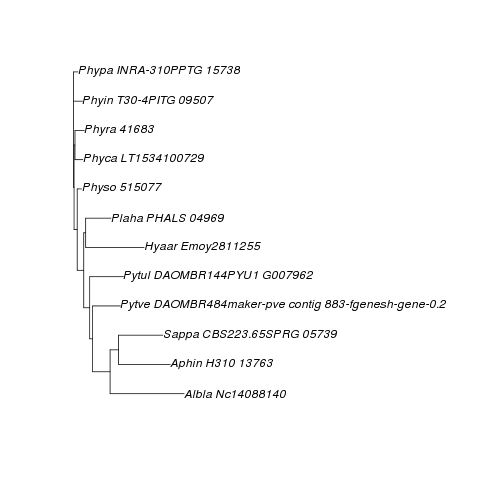 Phypa INRA-310PPTG 15738
Phyin T30-4PITG 09507
Phyra 41683
Phyca LT1534100729
Physo 515077
Plaha PHALS 04969
Hyaar Emoy2811255
Pytul DAOMBR144PYU1 G007962
Pytve DAOMBR484maker-pve contig 883-fgenesh-gene-0.2
Sappa CBS223.65SPRG 05739
Aphin H310 13763
Albla Nc14088140